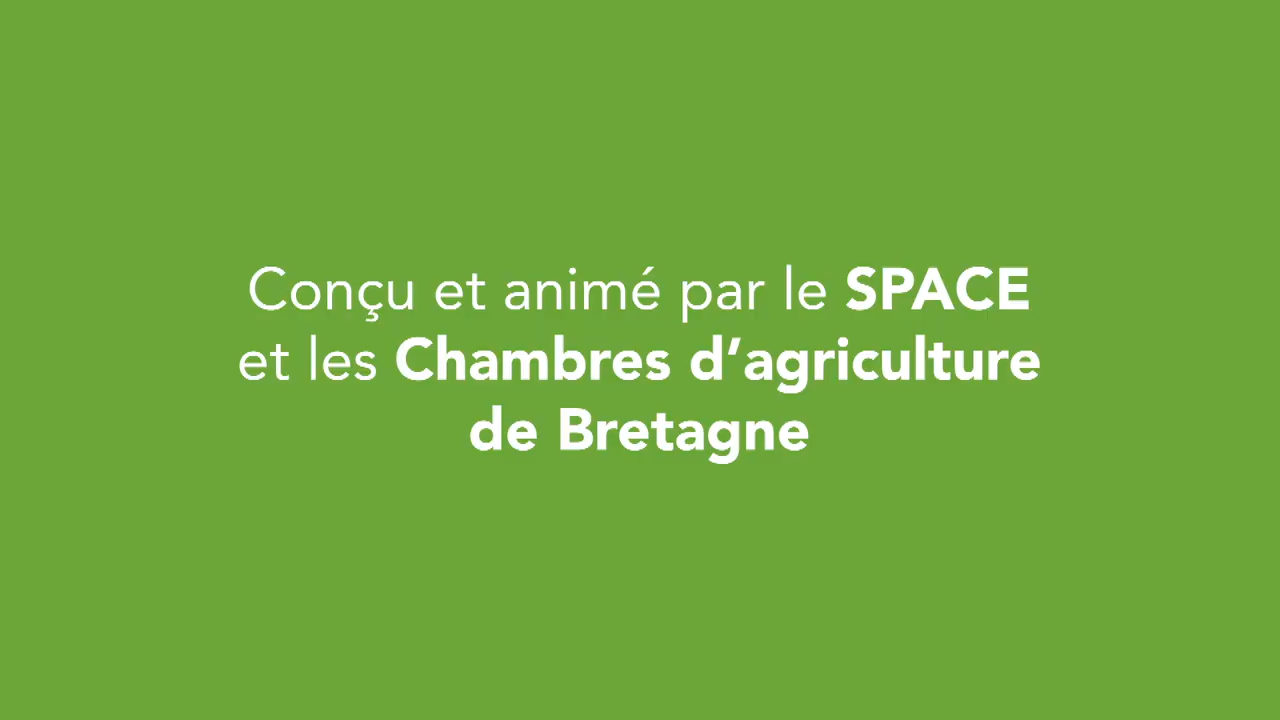 Conçu et animé par le SPACE
et les Chambres d’agriculture
de Bretagne